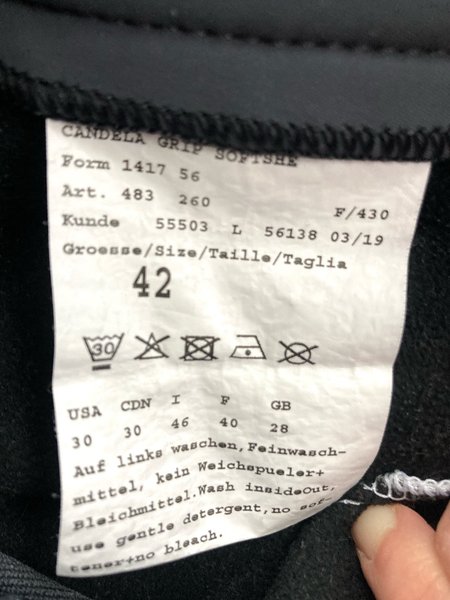 CANDELA GRIP SOFTSHE
Form 1417 56
Art. 483 260 F/430
Kunde 55503 L 56138 03/19
Groesse/Size/Taille/Taglia
42
30
USA CDN I F GB
30 30 46 40 28
Auf links waschen,Feinwasch-
mittel, kein Weichspueler+
Bleichmittel.Wash insideOut,
use gentle detergent,no sof-
tener+no bleach.